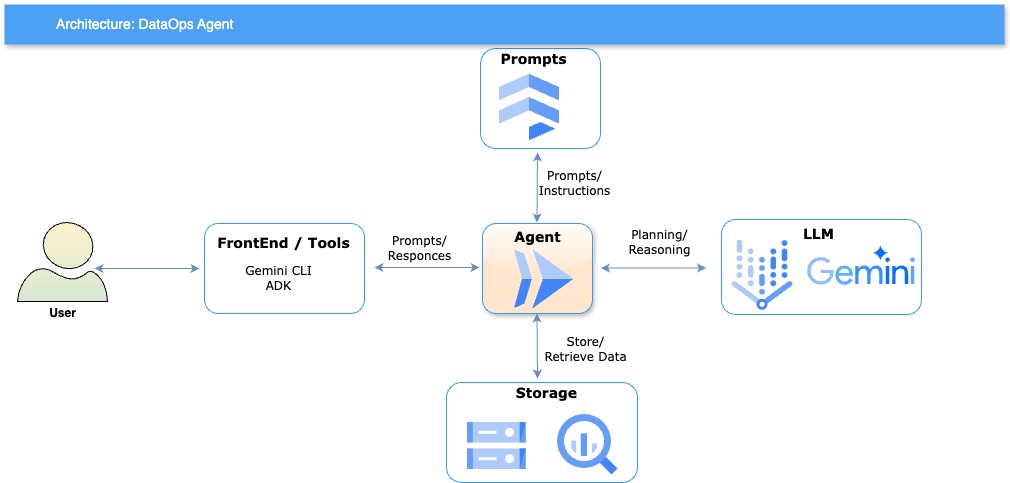 Architecture: DataOps Agent
Prompts
Prompts/
Instructions
User
FrontEnd / Tools
Gemini CLI
ADK
Prompts/
Responces
Agent
Planning/
Reasoning
LLM
Gemini
Store/
Retrieve Data
Storage